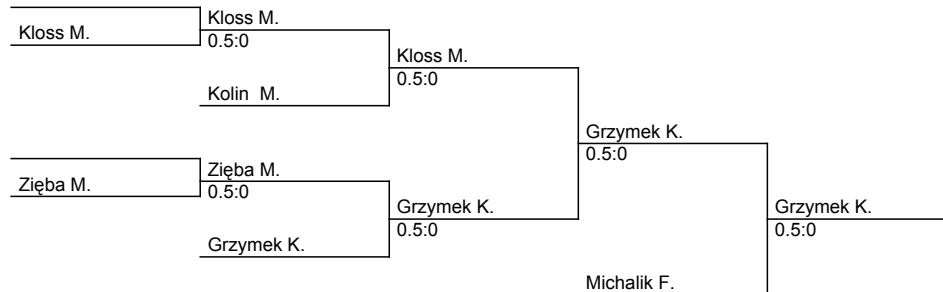 Kloss M.
Kloss M.
0.5:0
Kloss M.
0.5:0
Kolin M.
Grzymek K.
0.5:0
Zięba M.
Zięba M.
0.5:0
Grzymek K.
0.5:0
Grzymek K.
0.5:0
Grzymek K.
Michalik F.